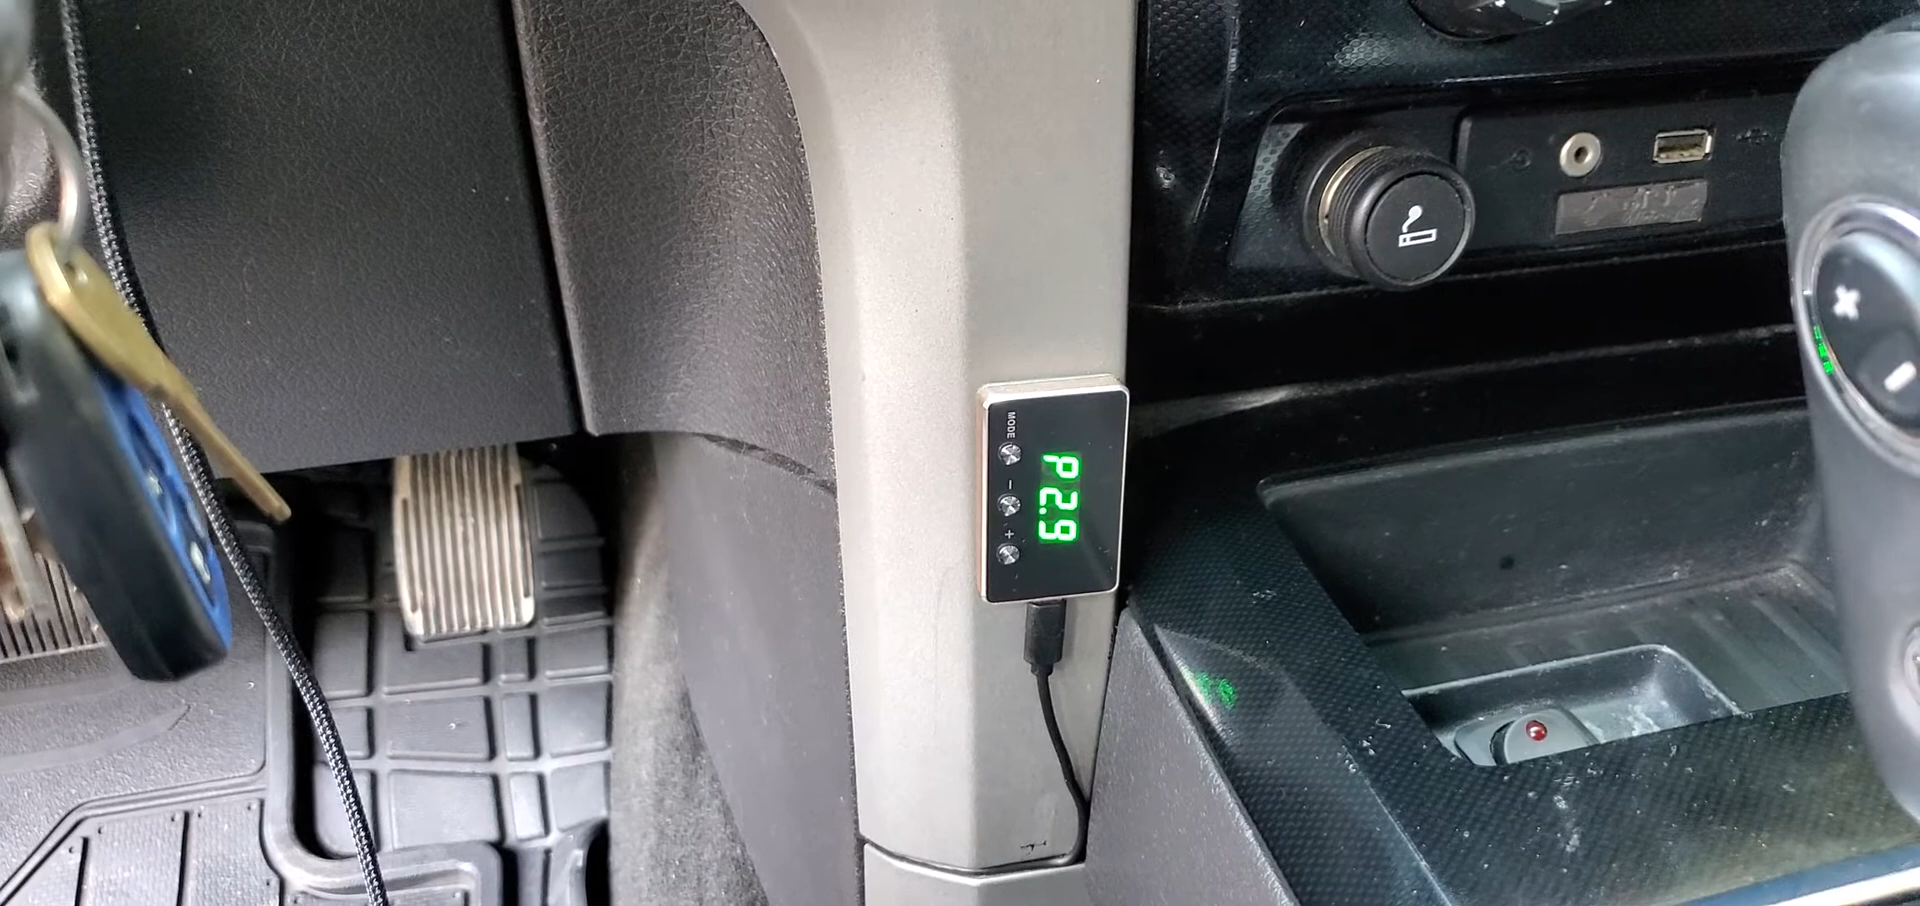 MODE
-
+
P2.9
+
-